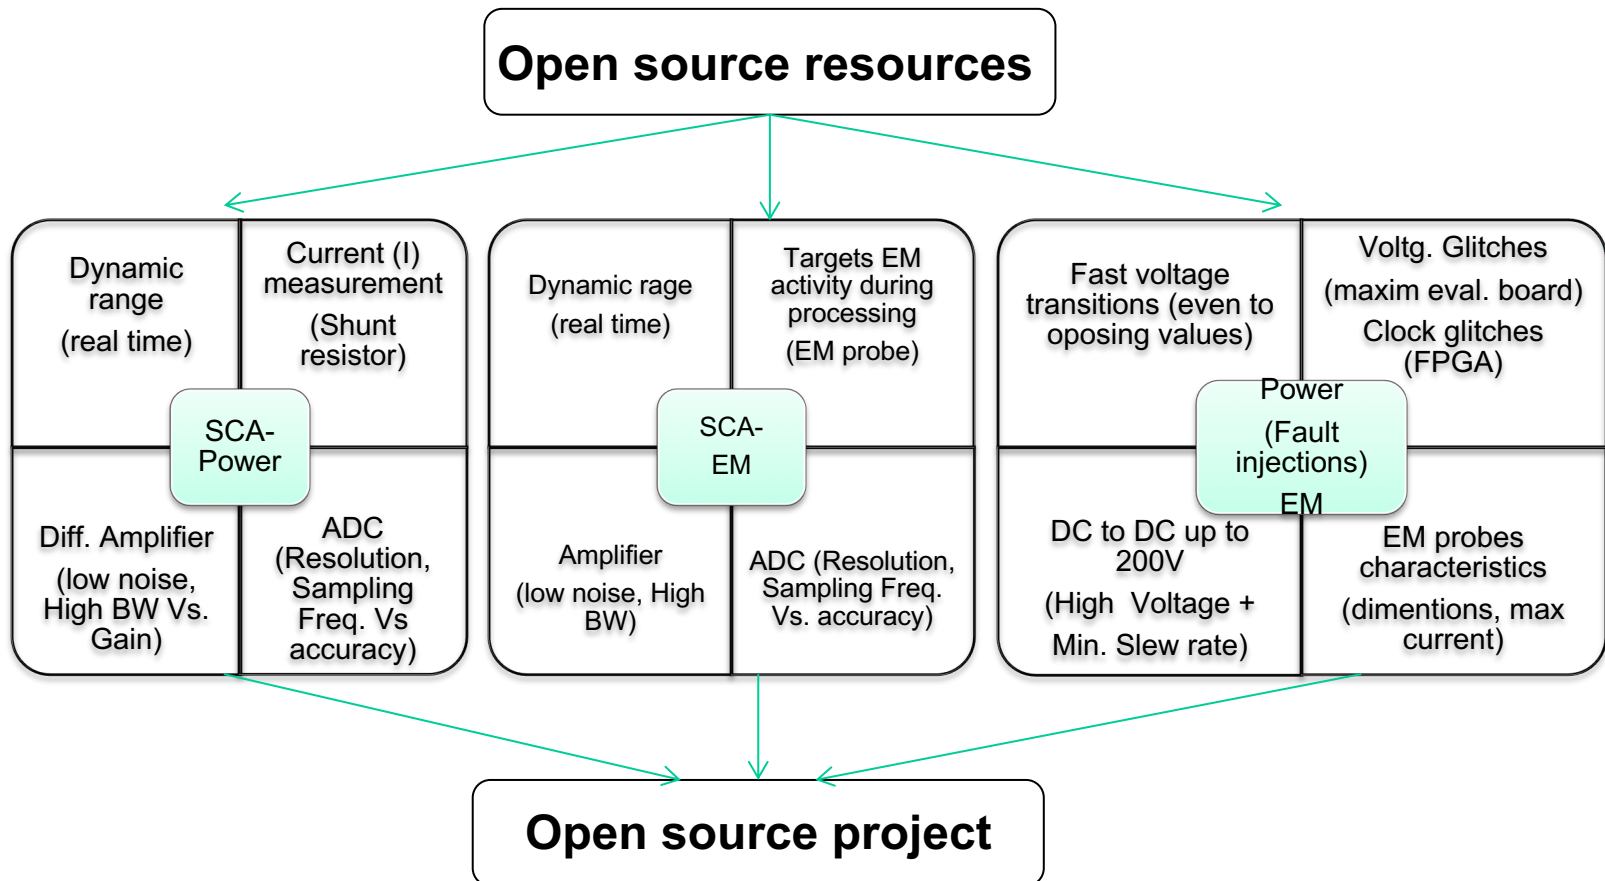 Open source resources
Dynamic
range
(real time)
Current (I)
measurement
(Shunt
resistor)
SCA-
Power
Diff. Amplifier
(low noise,
High BW Vs.
Gain)
ADC
(Resolution,
Sampling
Freq. Vs
accuracy)
Dynamic rage
(real time)
Targets EM
activity during
processing
(EM probe)
SCA-
EM
Amplifier
(low noise, High
BW)
ADC (Resolution,
Sampling Freq.
Vs. accuracy)
Fast voltage
transitions (even to
opposing values)
Voltg. Glitches
(maxim eval. board)
Clock glitches
(FPGA)
Power
(Fault
injections)
EM
DC to DC up to
200V
(High Voltage +
Min. Slew rate)
EM probes
characteristics
(dimentions, max
current)
Open source project